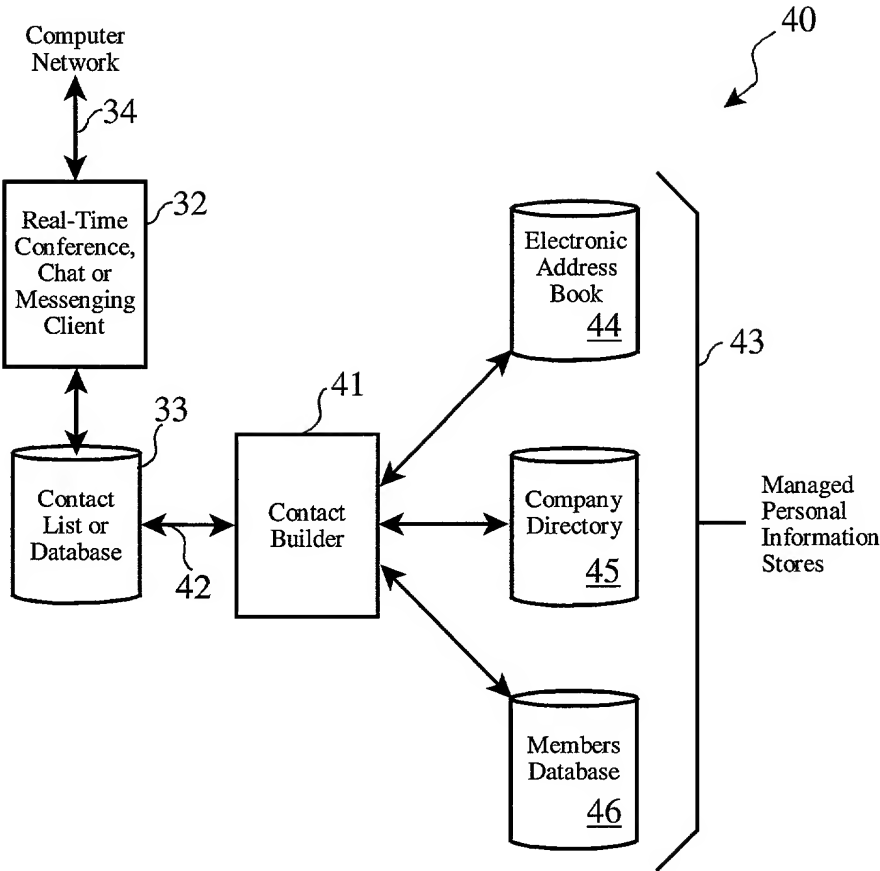 Computer
Network
34
40
Real-Time
Conference,
Chat or
Messenging
Client
32
Electronic
Address
Book
44
43
33
Contact
List or
Database
42
41
Contact
Builder
Company
Directory
45
Managed
Personal
Information
Stores
Members
Database
46